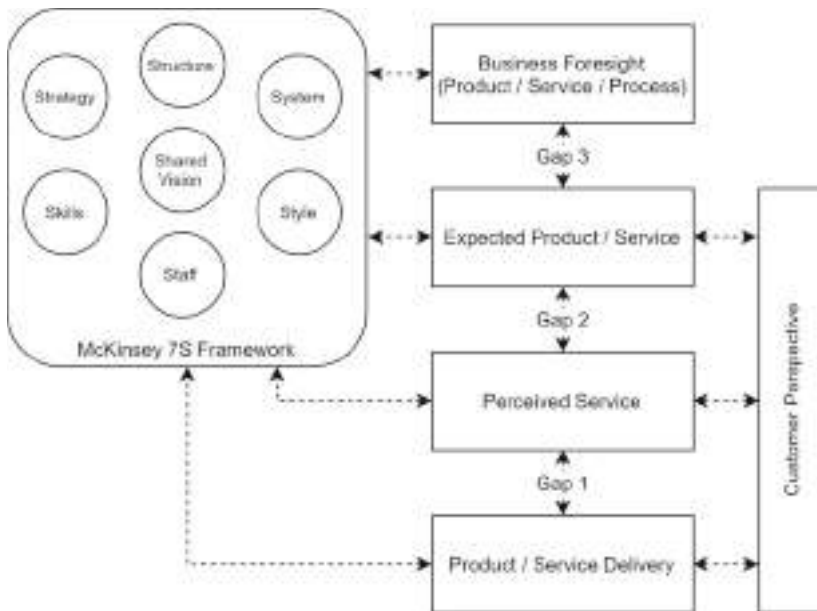 Structure
Strategy
System
Shared
Vision
Skills
Style
Staff
McKinsey 7S Framework
Business Foresight
(Product / Service / Process)
Gap 3
Expected Product / Service
Gap 2
Perceived Service
Gap 1
Product / Service Delivery
Customer Perspective